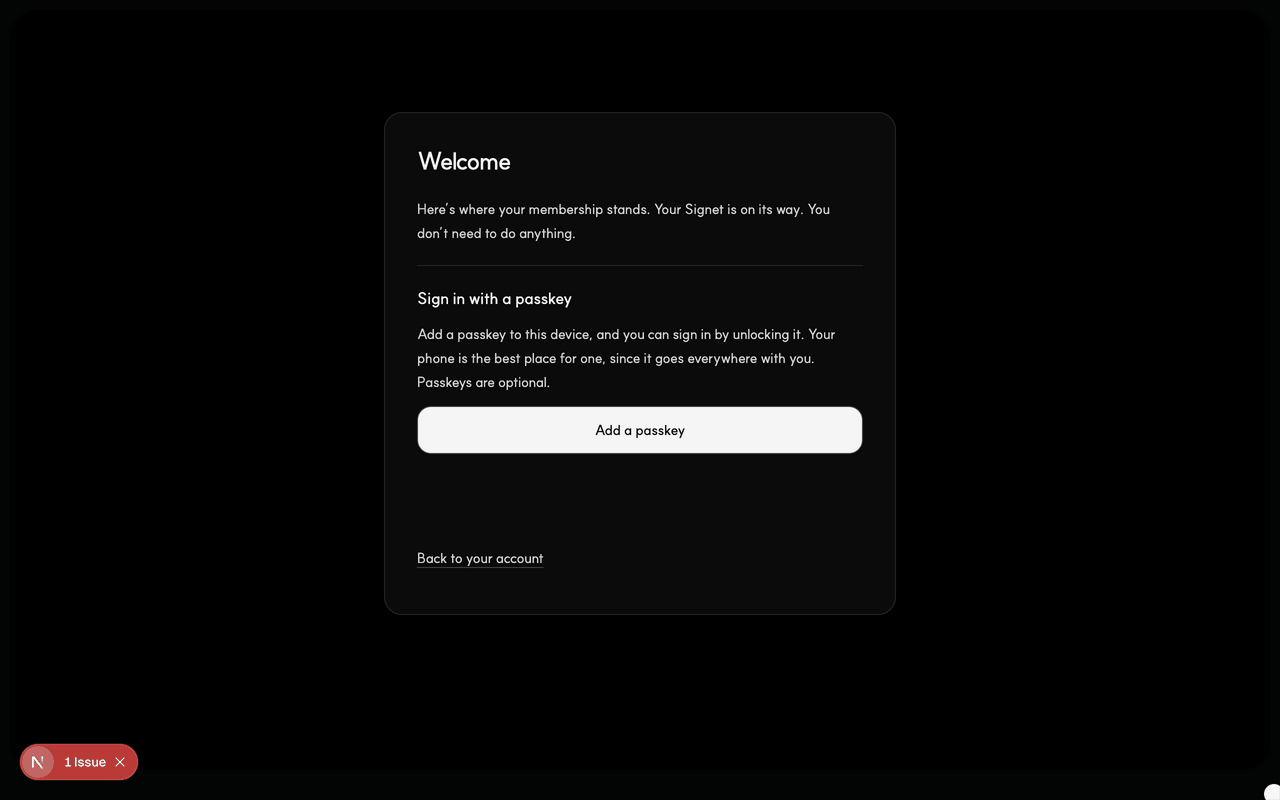 Welcome
Here's where your membership stands. Your Signet is on its way. You
don't need to do anything.
Sign in with a passkey
Add a passkey to this device, and you can sign in by unlocking it. Your
phone is the best place for one, since it goes everywhere with you.
Passkeys are optional.
Add a passkey
Back to your account
N 1 Issue